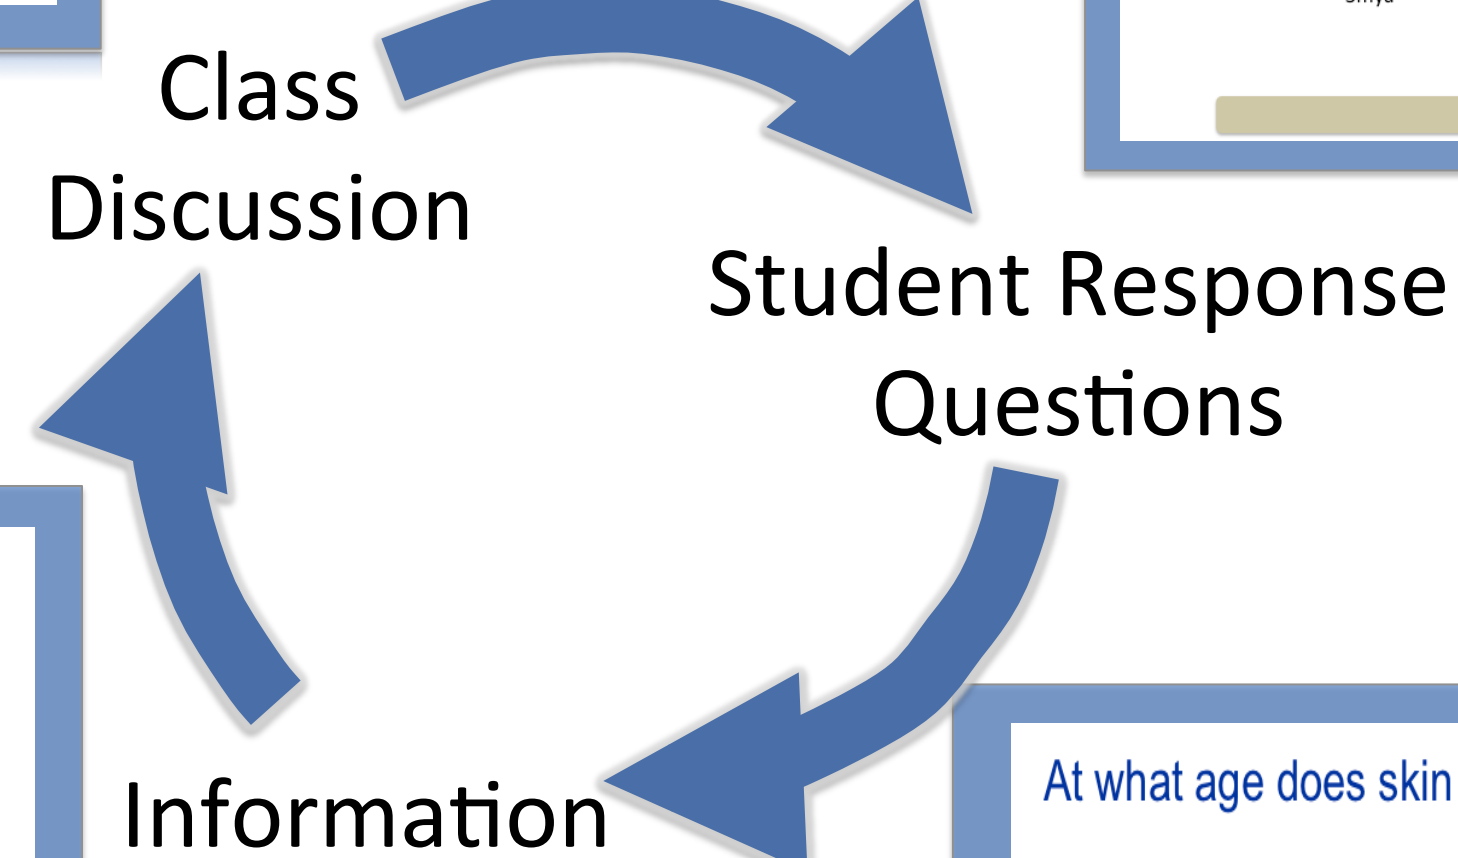 Class
Discussion
Student Response
Questions
Information
At what age does skin